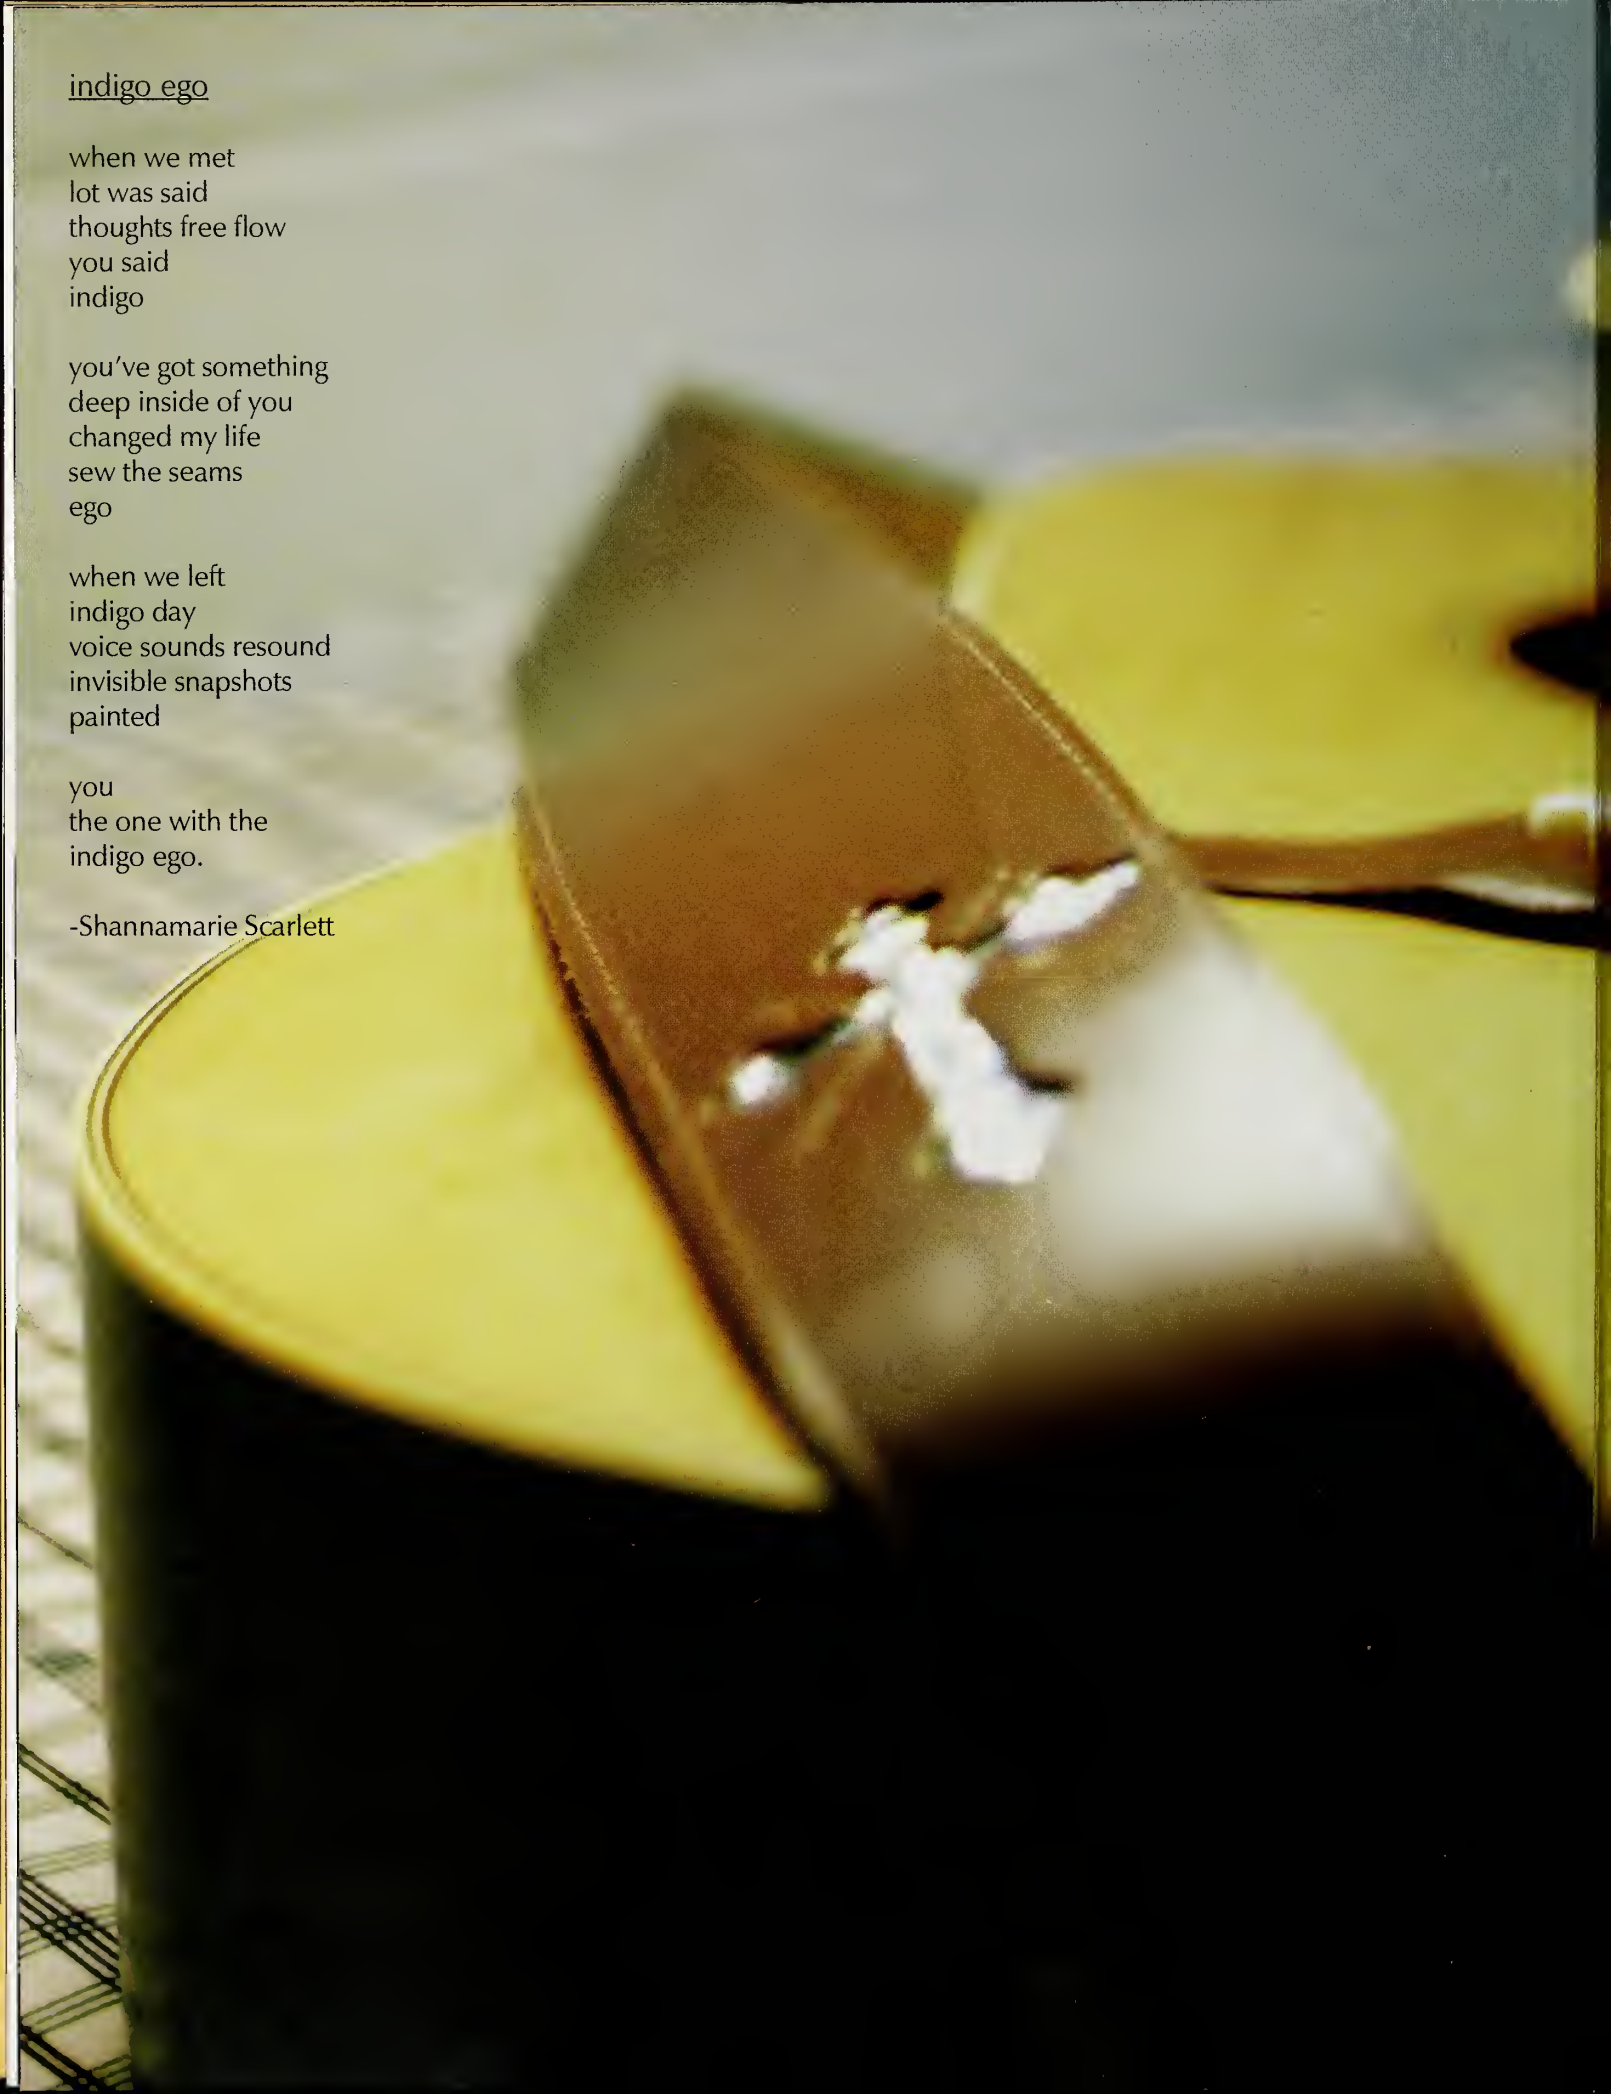 indigo ego
when we met
lot was said
thoughts free flow
you said
indigo
you've got something
deep inside of you
changed my life
sew the seams
ego
when we left
indigo day
voice sounds resound
invisible snapshots
painted
you
the one with the
indigo ego.
-Shannamarie Scarlett